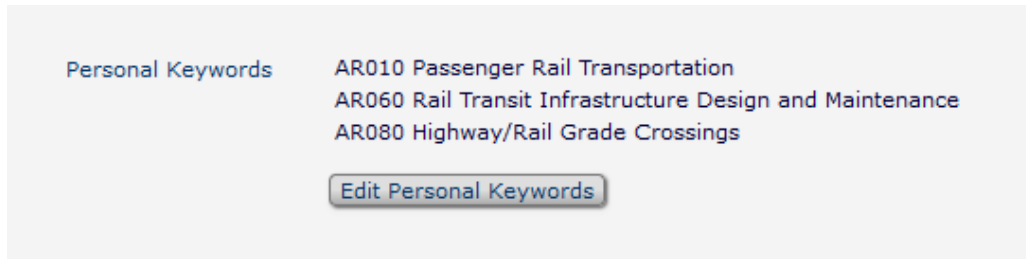 Personal Keywords AR010 Passenger Rail Transportation
AR060 Rail Transit Infrastructure Design and Maintenance
AR080 Highway/Rail Grade Crossings
Edit Personal Keywords